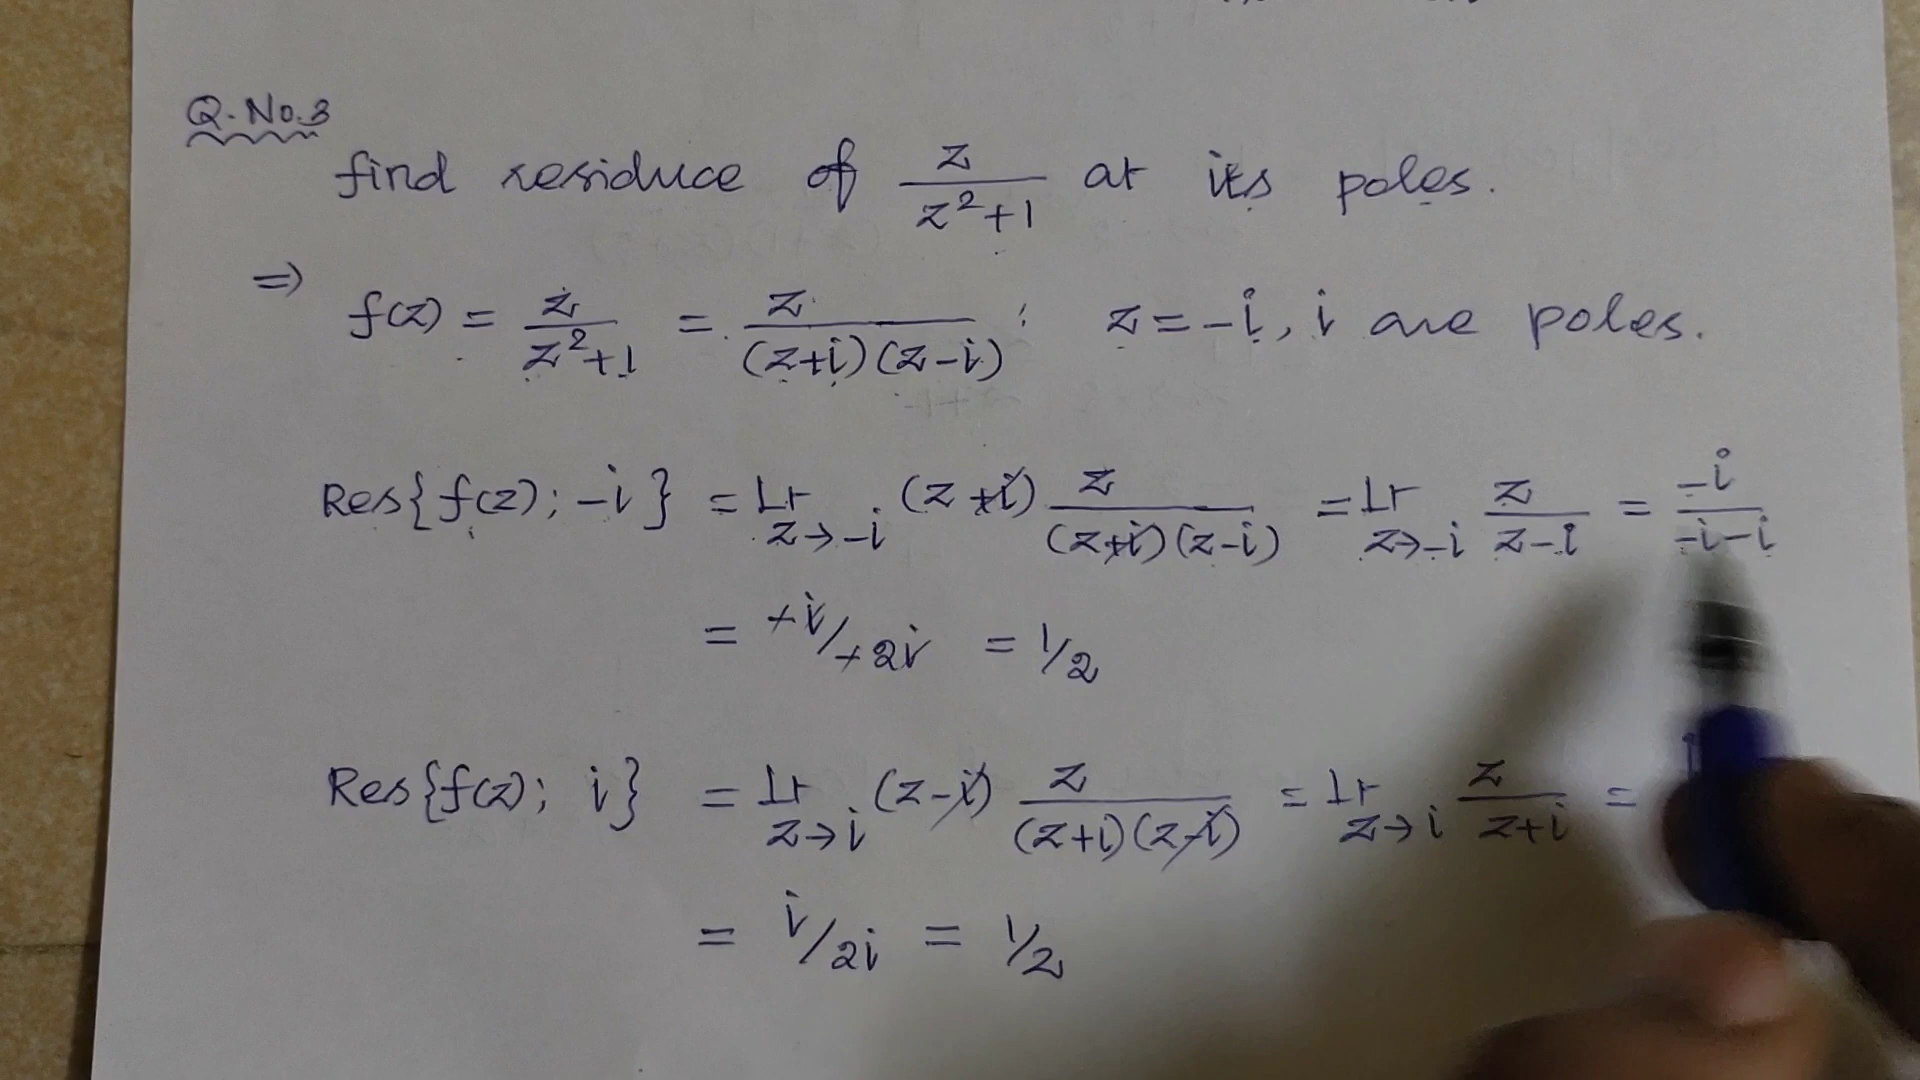 Q. No. 3
find residuce of z/(z²+1) at its poles.
⇒ f(z) = z/(z²+1) = z/((z+i)(z-i)) : z = -i, i are poles.
Res{f(z); -i} = Lt z→-i (z+i) z/((z+i)(z-i)) = Lt z→-i z/(z-i) = -i/(-i-i)
= +i/+2i = 1/2
Res{f(z); i} = Lt z→i (z-i) z/((z+i)(z-i)) = Lt z→i z/(z+i) =
= i/2i = 1/2